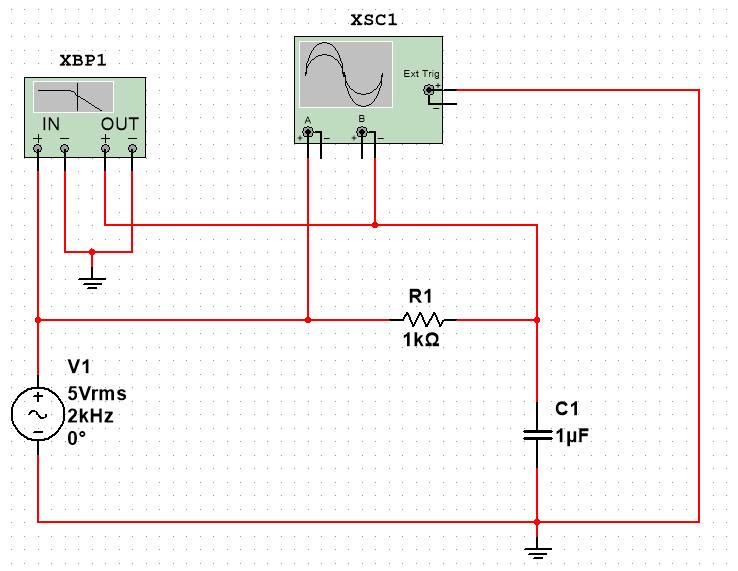 XSC1
XBP1
Ext Trig
+
−
IN OUT
+ − + −
A B
+ − + −
R1
1kΩ
V1
5Vrms
2kHz
0°
+
−
C1
1µF